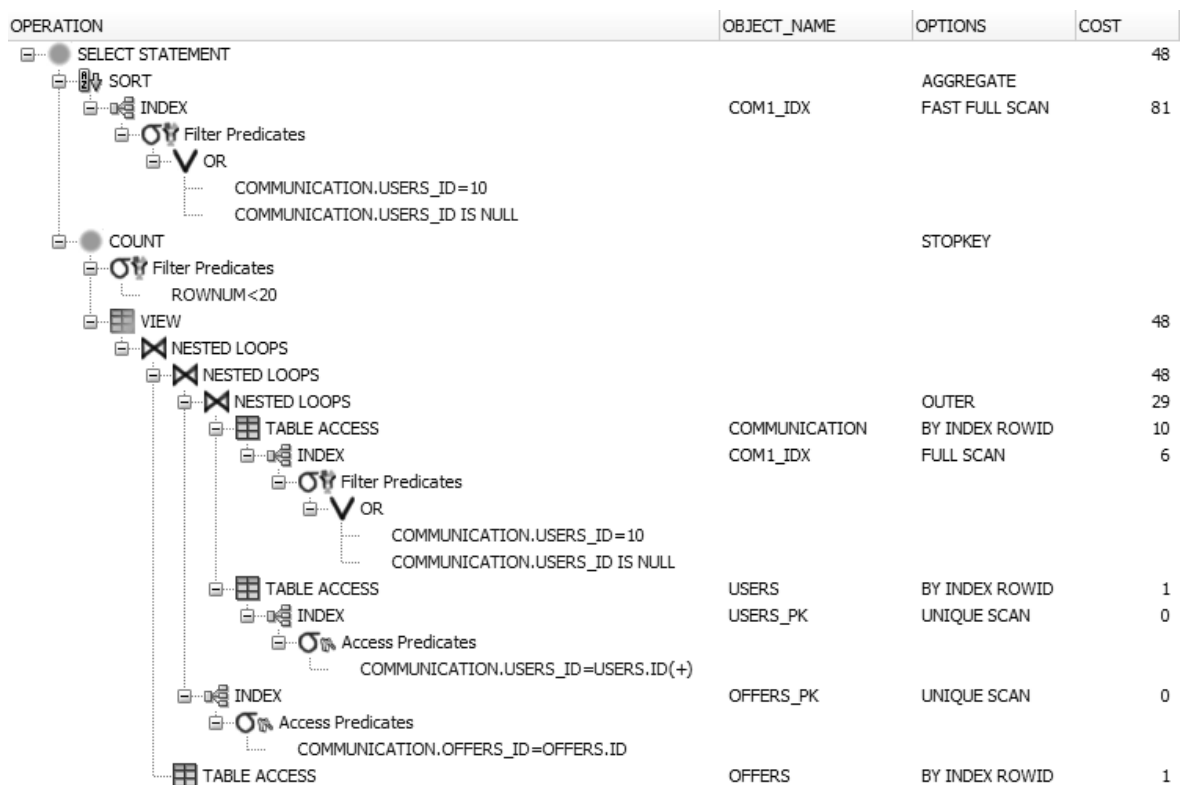 OPERATION OBJECT_NAME OPTIONS COST
SELECT STATEMENT 48
SORT AGGREGATE
INDEX COM1_IDX FAST FULL SCAN 81
Filter Predicates
OR
COMMUNICATION.USERS_ID=10
COMMUNICATION.USERS_ID IS NULL
COUNT STOPKEY
Filter Predicates
ROWNUM<20
VIEW 48
NESTED LOOPS
NESTED LOOPS 48
NESTED LOOPS OUTER 29
TABLE ACCESS COMMUNICATION BY INDEX ROWID 10
INDEX COM1_IDX FULL SCAN 6
Filter Predicates
OR
COMMUNICATION.USERS_ID=10
COMMUNICATION.USERS_ID IS NULL
TABLE ACCESS USERS BY INDEX ROWID 1
INDEX USERS_PK UNIQUE SCAN 0
Access Predicates
COMMUNICATION.USERS_ID=USERS.ID(+)
INDEX OFFERS_PK UNIQUE SCAN 0
Access Predicates
COMMUNICATION.OFFERS_ID=OFFERS.ID
TABLE ACCESS OFFERS BY INDEX ROWID 1